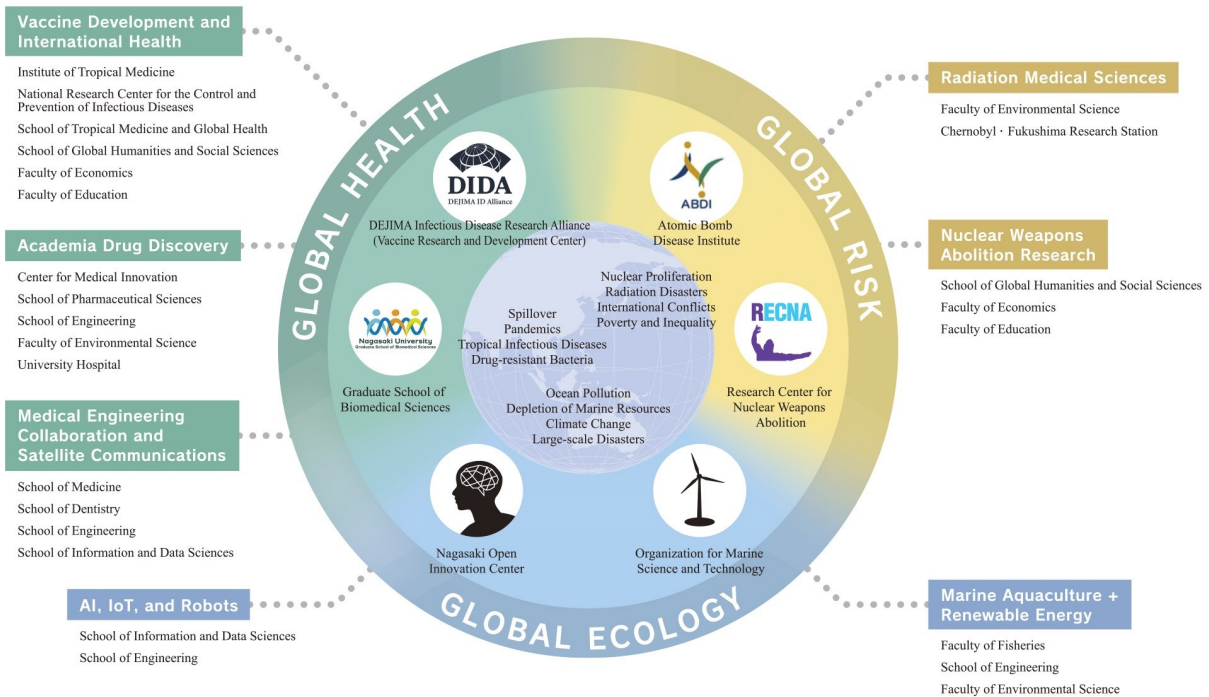 Vaccine Development and
International Health
Institute of Tropical Medicine
National Research Center for the Control and
Prevention of Infectious Diseases
School of Tropical Medicine and Global Health
School of Global Humanities and Social Sciences
Faculty of Economics
Faculty of Education
Academia Drug Discovery
Center for Medical Innovation
School of Pharmaceutical Sciences
School of Engineering
Faculty of Environmental Science
University Hospital
Medical Engineering
Collaboration and
Satellite Communications
School of Medicine
School of Dentistry
School of Engineering
School of Information and Data Sciences
AI, IoT, and Robots
School of Information and Data Sciences
School of Engineering
GLOBAL HEALTH
DIDA
DEJIMA ID Alliance
DEJIMA Infectious Disease Research Alliance
(Vaccine Research and Development Center)
Nagasaki University
Graduate School of Biomedical Sciences
Graduate School of
Biomedical Sciences
Spillover
Pandemics
Tropical Infectious Diseases
Drug-resistant Bacteria
GLOBAL RISK
ABDI
Atomic Bomb
Disease Institute
Nuclear Proliferation
Radiation Disasters
International Conflicts
Poverty and Inequality
RECNA
Research Center for
Nuclear Weapons
Abolition
Ocean Pollution
Depletion of Marine Resources
Climate Change
Large-scale Disasters
Nagasaki Open
Innovation Center
Organization for Marine
Science and Technology
GLOBAL ECOLOGY
Radiation Medical Sciences
Faculty of Environmental Science
Chernobyl · Fukushima Research Station
Nuclear Weapons
Abolition Research
School of Global Humanities and Social Sciences
Faculty of Economics
Faculty of Education
Marine Aquaculture +
Renewable Energy
Faculty of Fisheries
School of Engineering
Faculty of Environmental Science